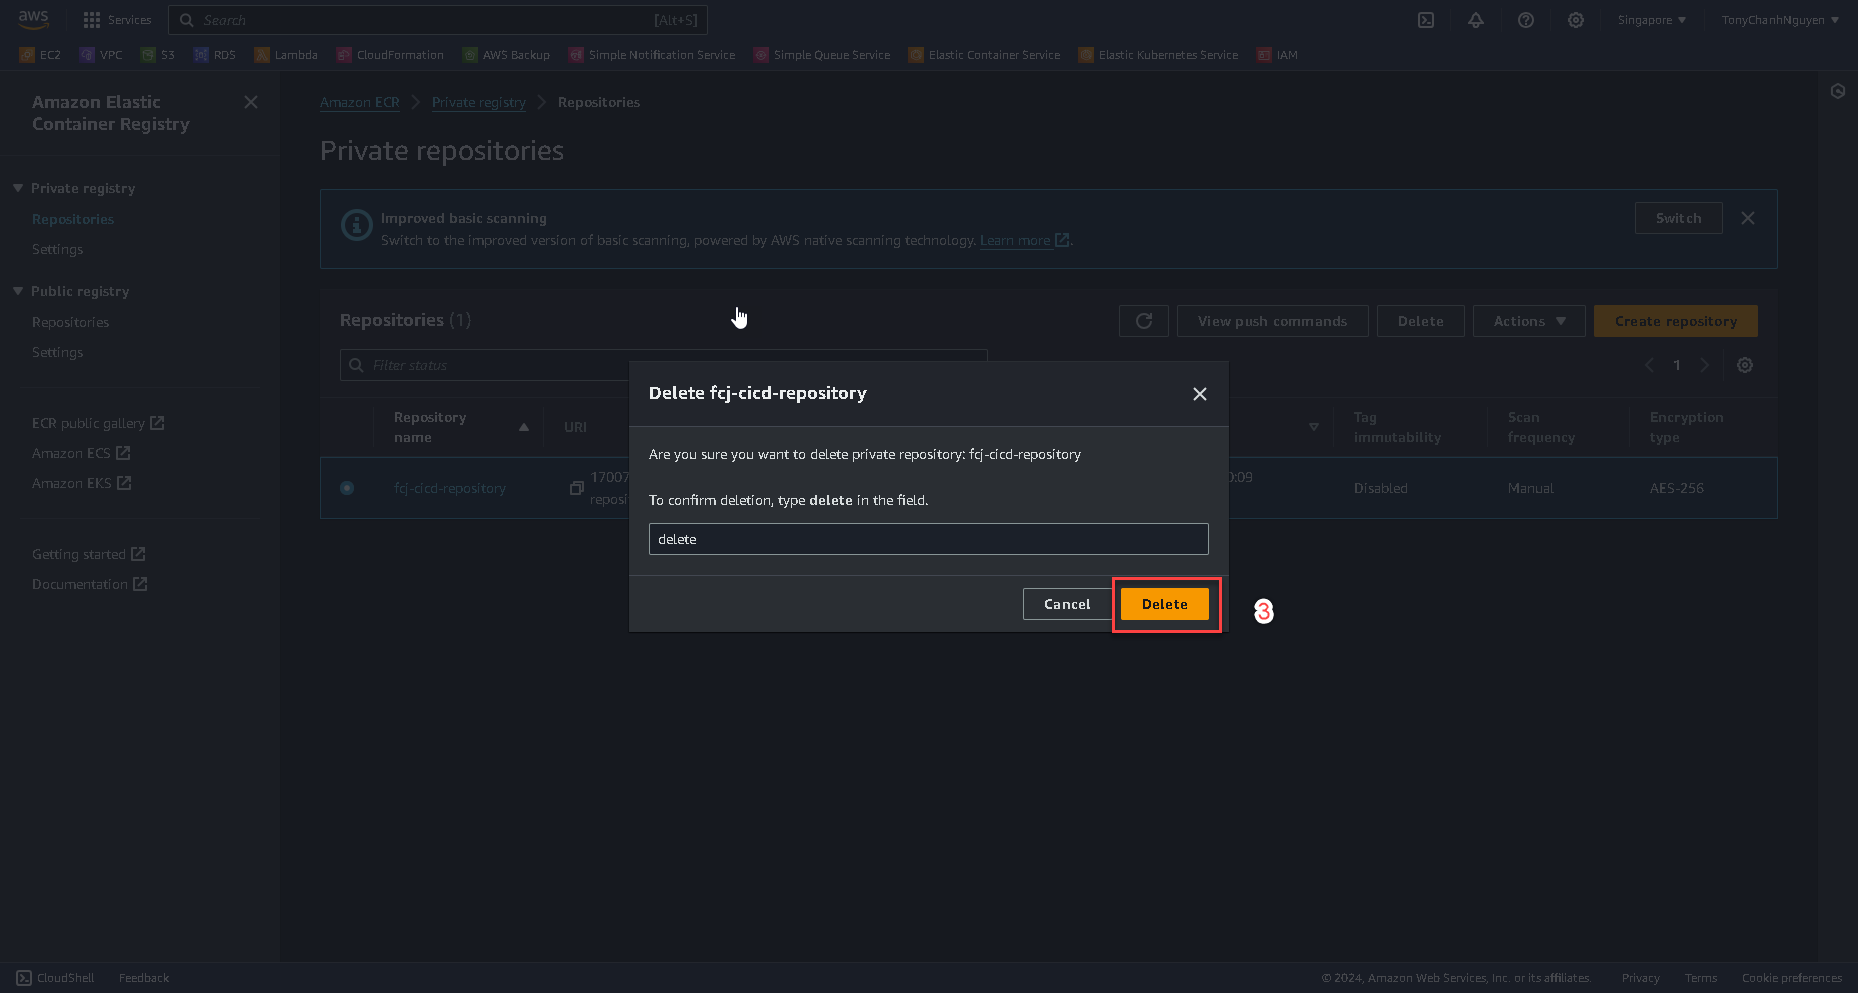 aws
Services
Search
[Alt+S]
Singapore
TonyChanhNguyen
EC2
VPC
S3
RDS
Lambda
CloudFormation
AWS Backup
Simple Notification Service
Simple Queue Service
Elastic Container Service
Elastic Kubernetes Service
IAM
Amazon Elastic
Container Registry
Private registry
Repositories
Settings
Public registry
Repositories
Settings
ECR public gallery
Amazon ECS
Amazon EKS
Getting started
Documentation
Amazon ECR
Private registry
Repositories
Private repositories
Improved basic scanning
Switch to the improved version of basic scanning, powered by AWS native scanning technology. Learn more.
Switch
Repositories (1)
View push commands
Delete
Actions
Create repository
Filter status
1
Repository
name
URI
Tag
immutability
Scan
frequency
Encryption
type
fcj-cicd-repository
17007
reposi
0:09
Disabled
Manual
AES-256
Delete fcj-cicd-repository
Are you sure you want to delete private repository: fcj-cicd-repository
To confirm deletion, type delete in the field.
delete
Cancel
Delete
3
CloudShell
Feedback
© 2024, Amazon Web Services, Inc. or its affiliates.
Privacy
Terms
Cookie preferences